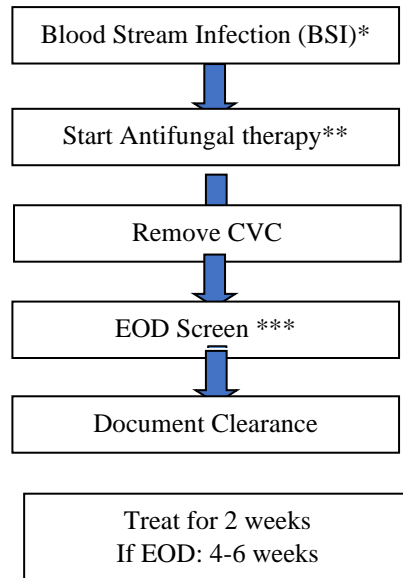 Blood Stream Infection (BSI)*
Start Antifungal therapy**
Remove CVC
EOD Screen ***
Document Clearance
Treat for 2 weeks
If EOD: 4-6 weeks